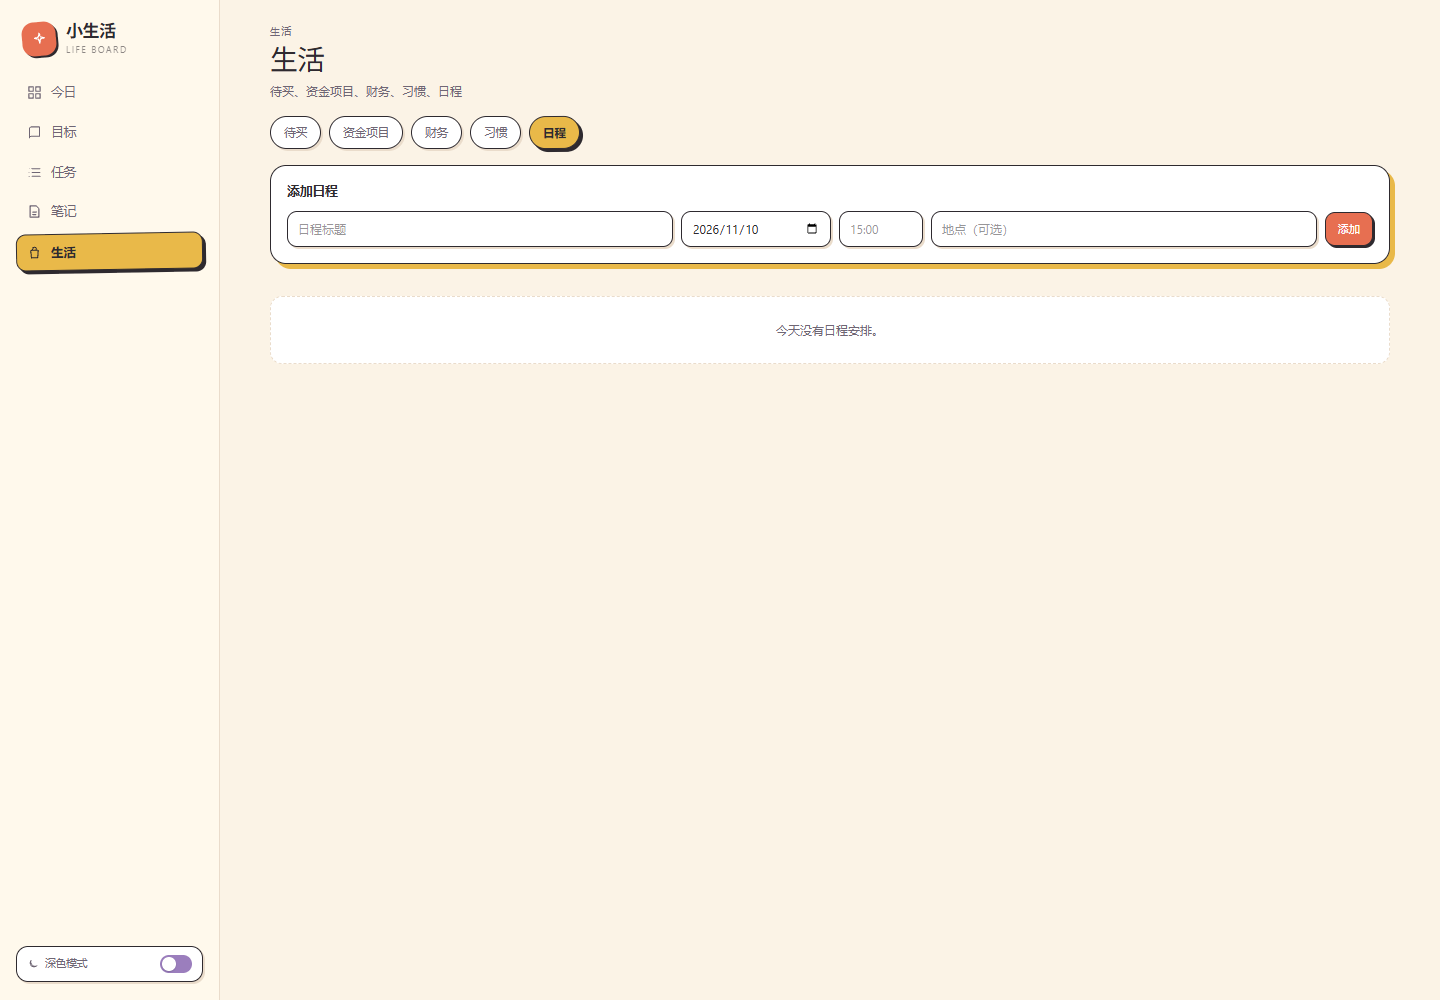 小生活
LIFE BOARD
今日
目标
任务
笔记
生活
深色模式
生活
生活
待买、资金项目、财务、习惯、日程
待买 资金项目 财务 习惯 日程
添加日程
日程标题 2026/11/10 15:00 地点（可选） 添加
今天没有日程安排。